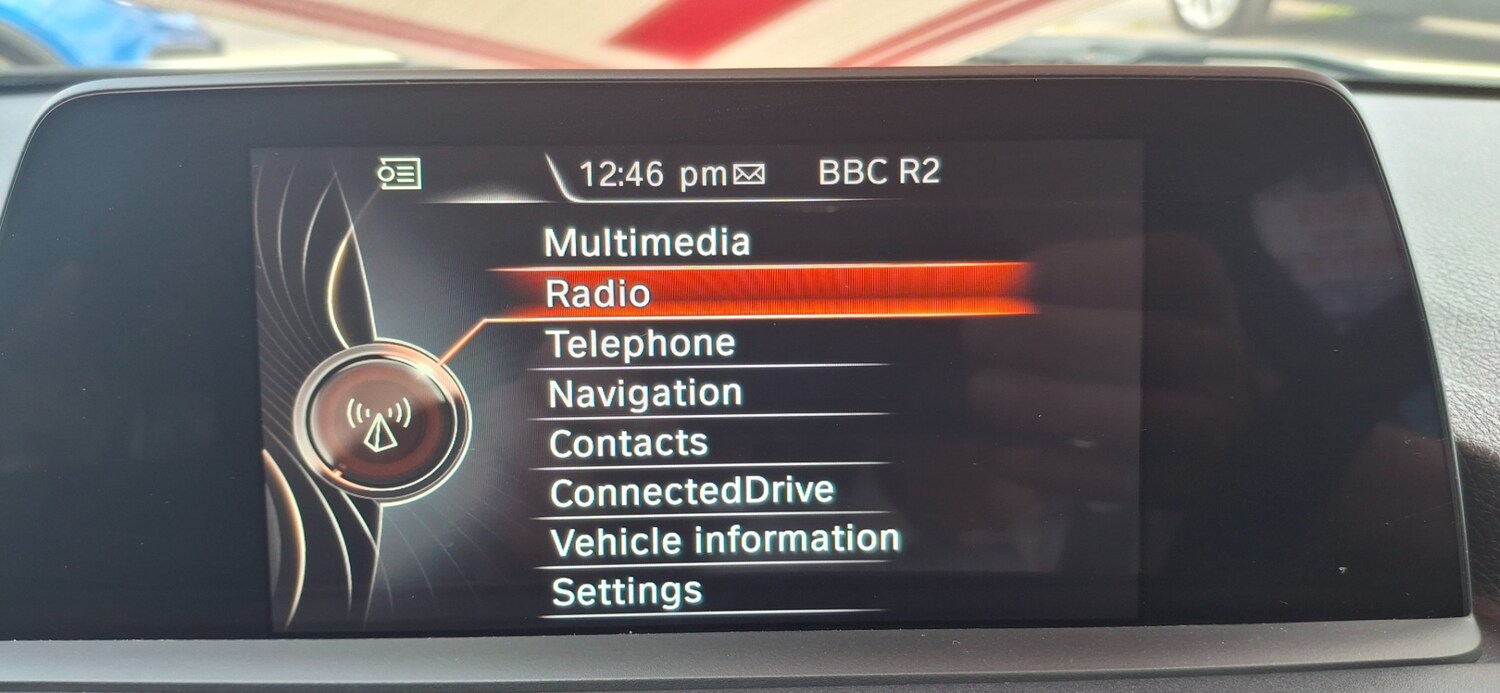 12:46 pm BBC R2
Multimedia
Radio
Telephone
Navigation
Contacts
ConnectedDrive
Vehicle information
Settings